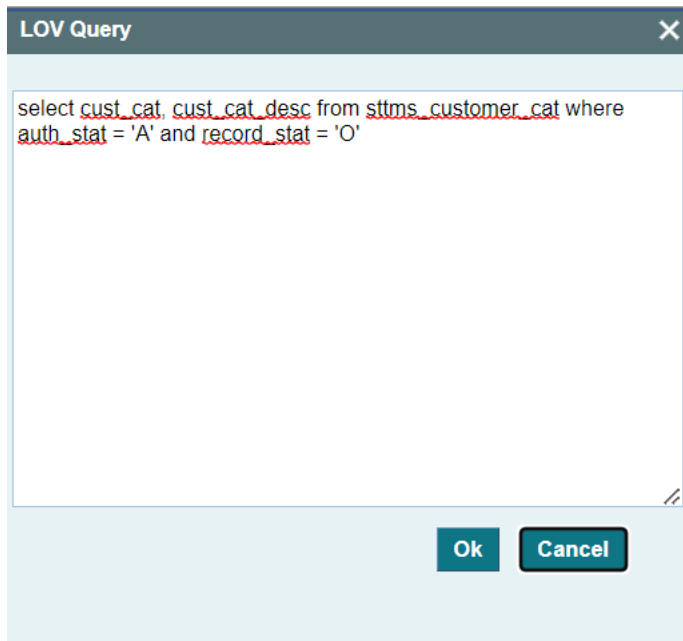 LOV Query
select cust_cat, cust_cat_desc from sttms_customer_cat where
auth_stat = 'A' and record_stat = 'O'
Ok
Cancel